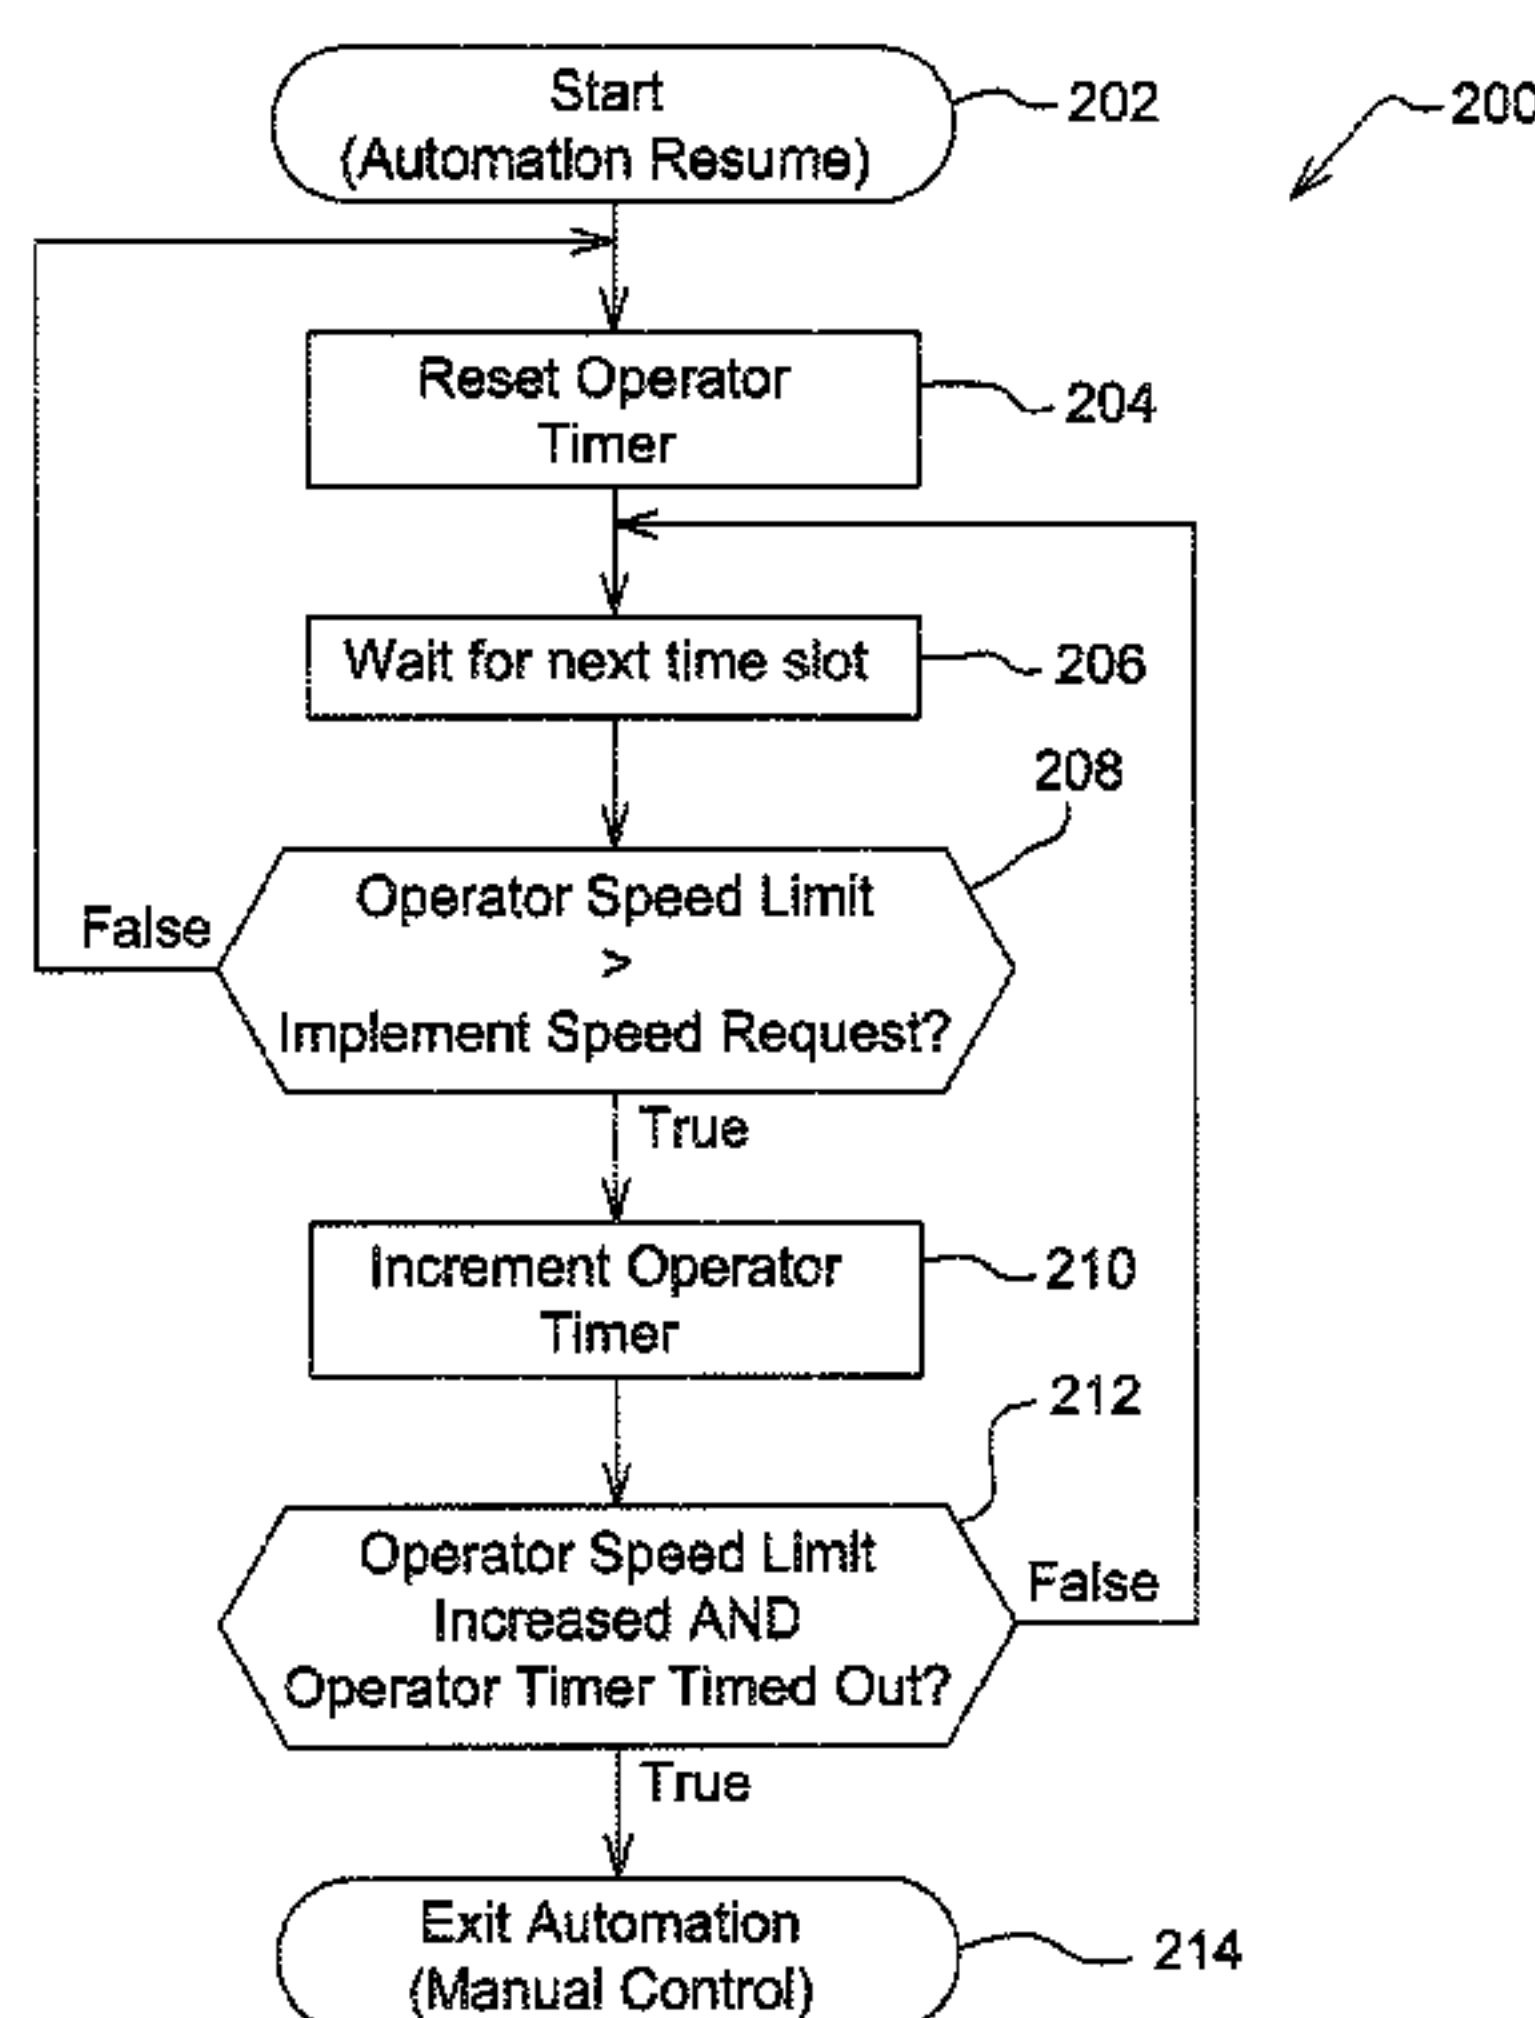 Start
(Automation Resume)
202
200
Reset Operator
Timer
204
Wait for next time slot
206
208
Operator Speed Limit
>
Implement Speed Request?
False
True
Increment Operator
Timer
210
212
Operator Speed Limit
Increased AND
Operator Timer Timed Out?
False
True
Exit Automation
(Manual Control)
214